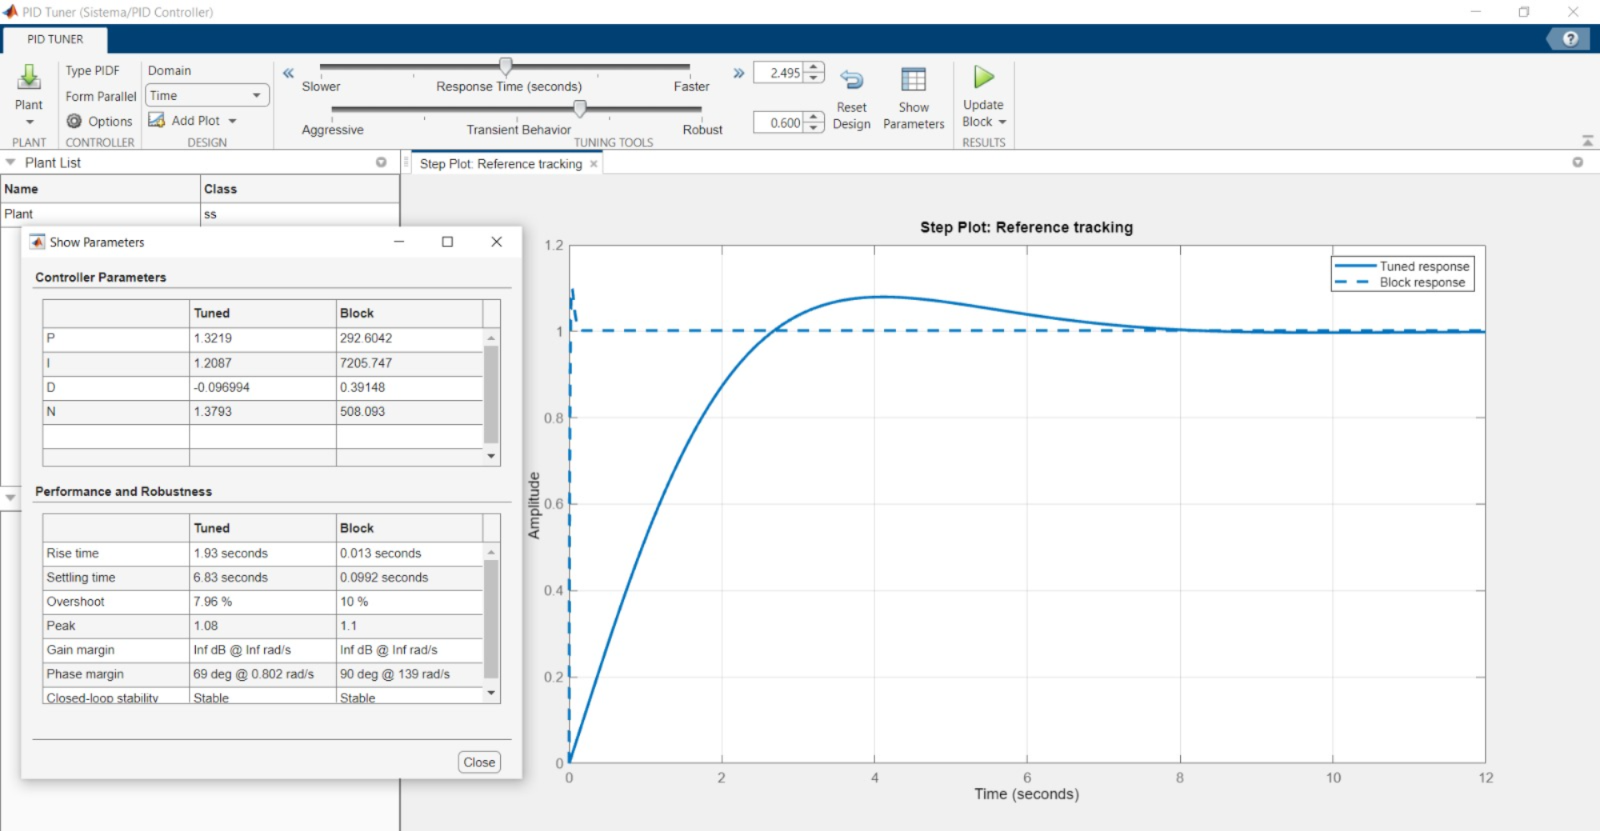 PID Tuner (Sistema/PID Controller)
PID TUNER
Plant
PLANT
Type PIDF
Form Parallel
Options
CONTROLLER
Domain
Time
Add Plot
DESIGN
Slower Response Time (seconds) Faster
Aggressive Transient Behavior Robust
2.495
0.600
Reset
Design
Show
Parameters
TUNING TOOLS
Update
Block
RESULTS
Plant List
Name Class
Plant ss
Step Plot: Reference tracking
Show Parameters
Controller Parameters
Tuned Block
P 1.3219 292.6042
I 1.2087 7205.747
D -0.096994 0.39148
N 1.3793 508.093
Performance and Robustness
Tuned Block
Rise time 1.93 seconds 0.013 seconds
Settling time 6.83 seconds 0.0992 seconds
Overshoot 7.96 % 10 %
Peak 1.08 1.1
Gain margin Inf dB @ Inf rad/s Inf dB @ Inf rad/s
Phase margin 69 deg @ 0.802 rad/s 90 deg @ 139 rad/s
Closed-loop stability Stable Stable
Close
Step Plot: Reference tracking
Tuned response
Block response
1.2
1
0.8
0.6
0.4
0.2
0
Amplitude
0 2 4 6 8 10 12
Time (seconds)